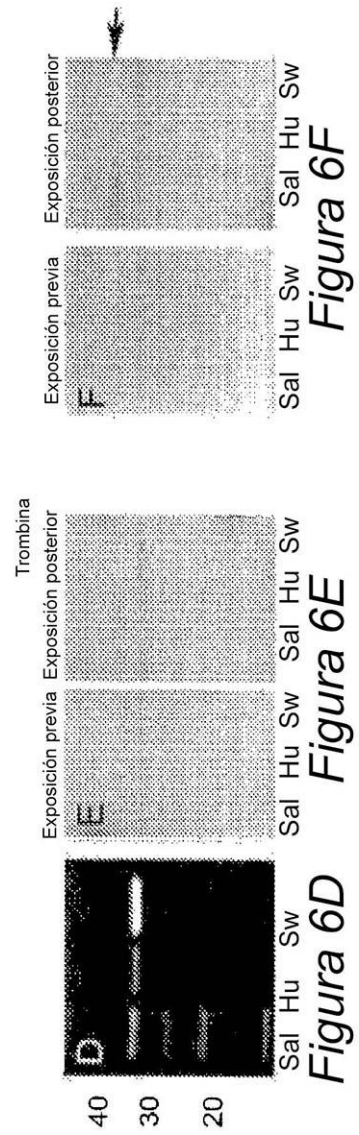 Trombina
Exposición previa Exposición posterior
Exposición previa Exposición posterior
D
E
F
40
30
20
Sal Hu Sw
Sal Hu Sw Sal Hu Sw
Sal Hu Sw Sal Hu Sw
Figura 6D
Figura 6E
Figura 6F